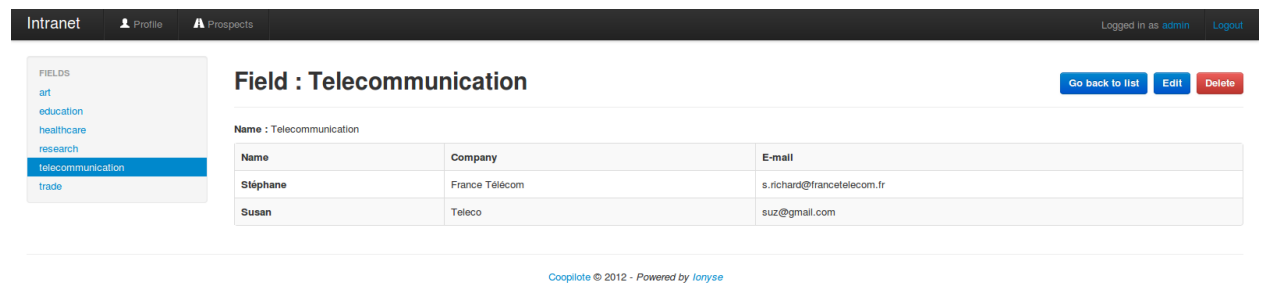 Intranet Profile Prospects Logged in as admin Logout
FIELDS
art
education
healthcare
research
telecommunication
trade
Field : Telecommunication Go back to list Edit Delete
Name : Telecommunication
Name Company E-mail
Stéphane France Télécom s.richard@francetelecom.fr
Susan Teleco suz@gmail.com
Coopilote © 2012 - Powered by Ionyse